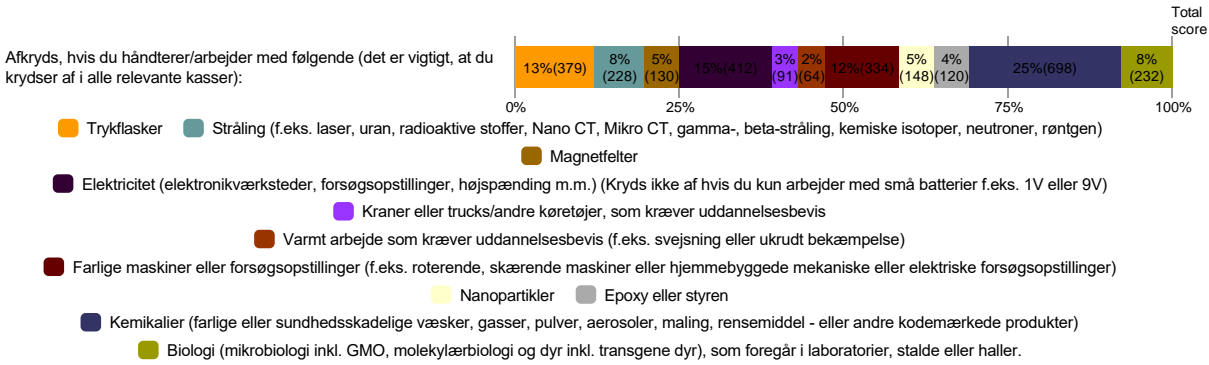 Total
score
Afkryds, hvis du håndterer/arbejder med følgende (det er vigtigt, at du
krydser af i alle relevante kasser):
13%(379) 8% (228) 5% (130) 15%(412) 3% (91) 2% (64) 12%(334) 5% (148) 4% (120) 25%(698) 8% (232)
0% 25% 50% 75% 100%
Trykflasker Stråling (f.eks. laser, uran, radioaktive stoffer, Nano CT, Mikro CT, gamma-, beta-stråling, kemiske isotoper, neutroner, røntgen)
Magnetfelter
Elektricitet (elektronikværksteder, forsøgsopstillinger, højspænding m.m.) (Kryds ikke af hvis du kun arbejder med små batterier f.eks. 1V eller 9V)
Kraner eller trucks/andre køretøjer, som kræver uddannelsesbevis
Varmt arbejde som kræver uddannelsesbevis (f.eks. svejsning eller ukrudt bekæmpelse)
Farlige maskiner eller forsøgsopstillinger (f.eks. roterende, skærende maskiner eller hjemmebyggede mekaniske eller elektriske forsøgsopstillinger)
Nanopartikler Epoxy eller styren
Kemikalier (farlige eller sundhedsskadelige væsker, gasser, pulver, aerosoler, maling, rensemiddel - eller andre kodemærkede produkter)
Biologi (mikrobiologi inkl. GMO, molekylærbiologi og dyr inkl. transgene dyr), som foregår i laboratorier, stalde eller haller.